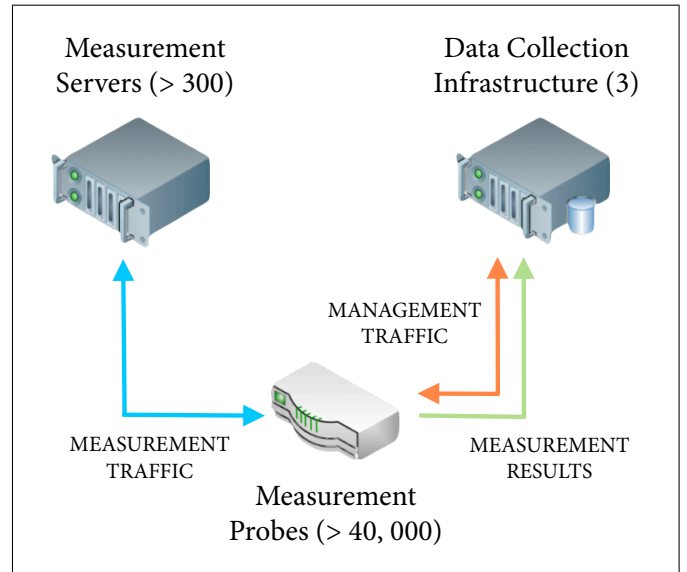 Measurement
Servers (> 300)
Data Collection
Infrastructure (3)
MANAGEMENT
TRAFFIC
MEASUREMENT
TRAFFIC
MEASUREMENT
RESULTS
Measurement
Probes (> 40, 000)